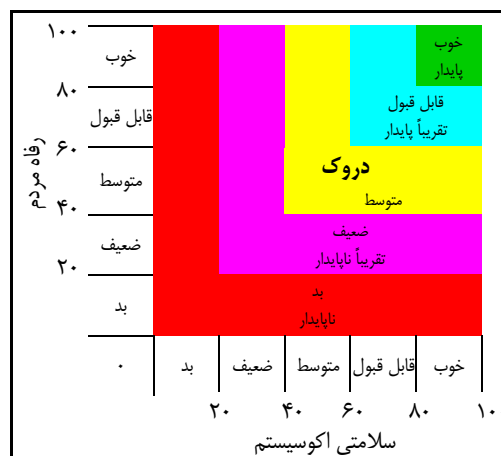 ۱۰۰
خوب
خوب
پایدار
۸۰
قابل قبول
قابل قبول
تقریباً پایدار
۶۰
رفاه مردم
متوسط
دروک
متوسط
۴۰
ضعیف
ضعیف
تقریباً ناپایدار
۲۰
بد
بد
ناپایدار
۰
بد
ضعیف
متوسط
قابل قبول
خوب
۲۰
۴۰
۶۰
۸۰
۱۰
سلامتی اکوسیستم